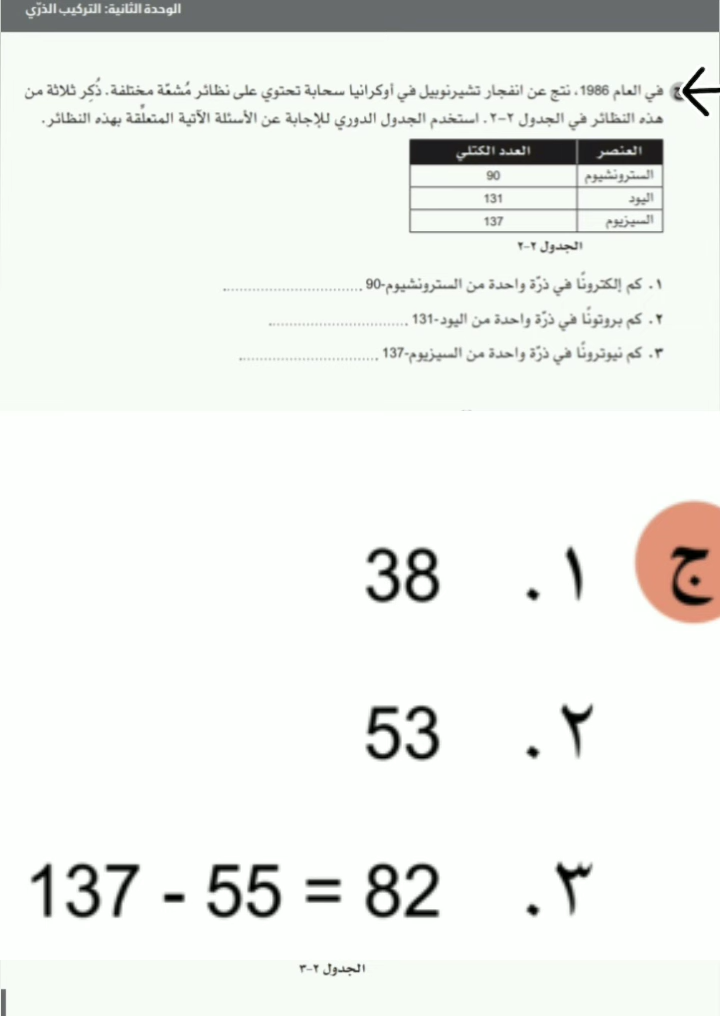 الوحدة الثانية: التركيب الذرّي
ج في العام 1986، نتج عن انفجار تشيرنوبيل في أوكرانيا سحابة تحتوي على نظائر مُشعّة مختلفة. ذُكِر ثلاثة من
هذه النظائر في الجدول ٢-٢. استخدم الجدول الدوري للإجابة عن الأسئلة الآتية المتعلّقة بهذه النظائر.
العنصر العدد الكتلي
السترونشيوم 90
اليود 131
السيزيوم 137
الجدول ٢-٢
١. كم إلكترونًا في ذرّة واحدة من السترونشيوم-90 ..............................
٢. كم بروتونًا في ذرّة واحدة من اليود-131 ..............................
٣. كم نيوترونًا في ذرّة واحدة من السيزيوم-137 ..............................
ج ١. 38
٢. 53
٣. 137 - 55 = 82
الجدول ٢-٣